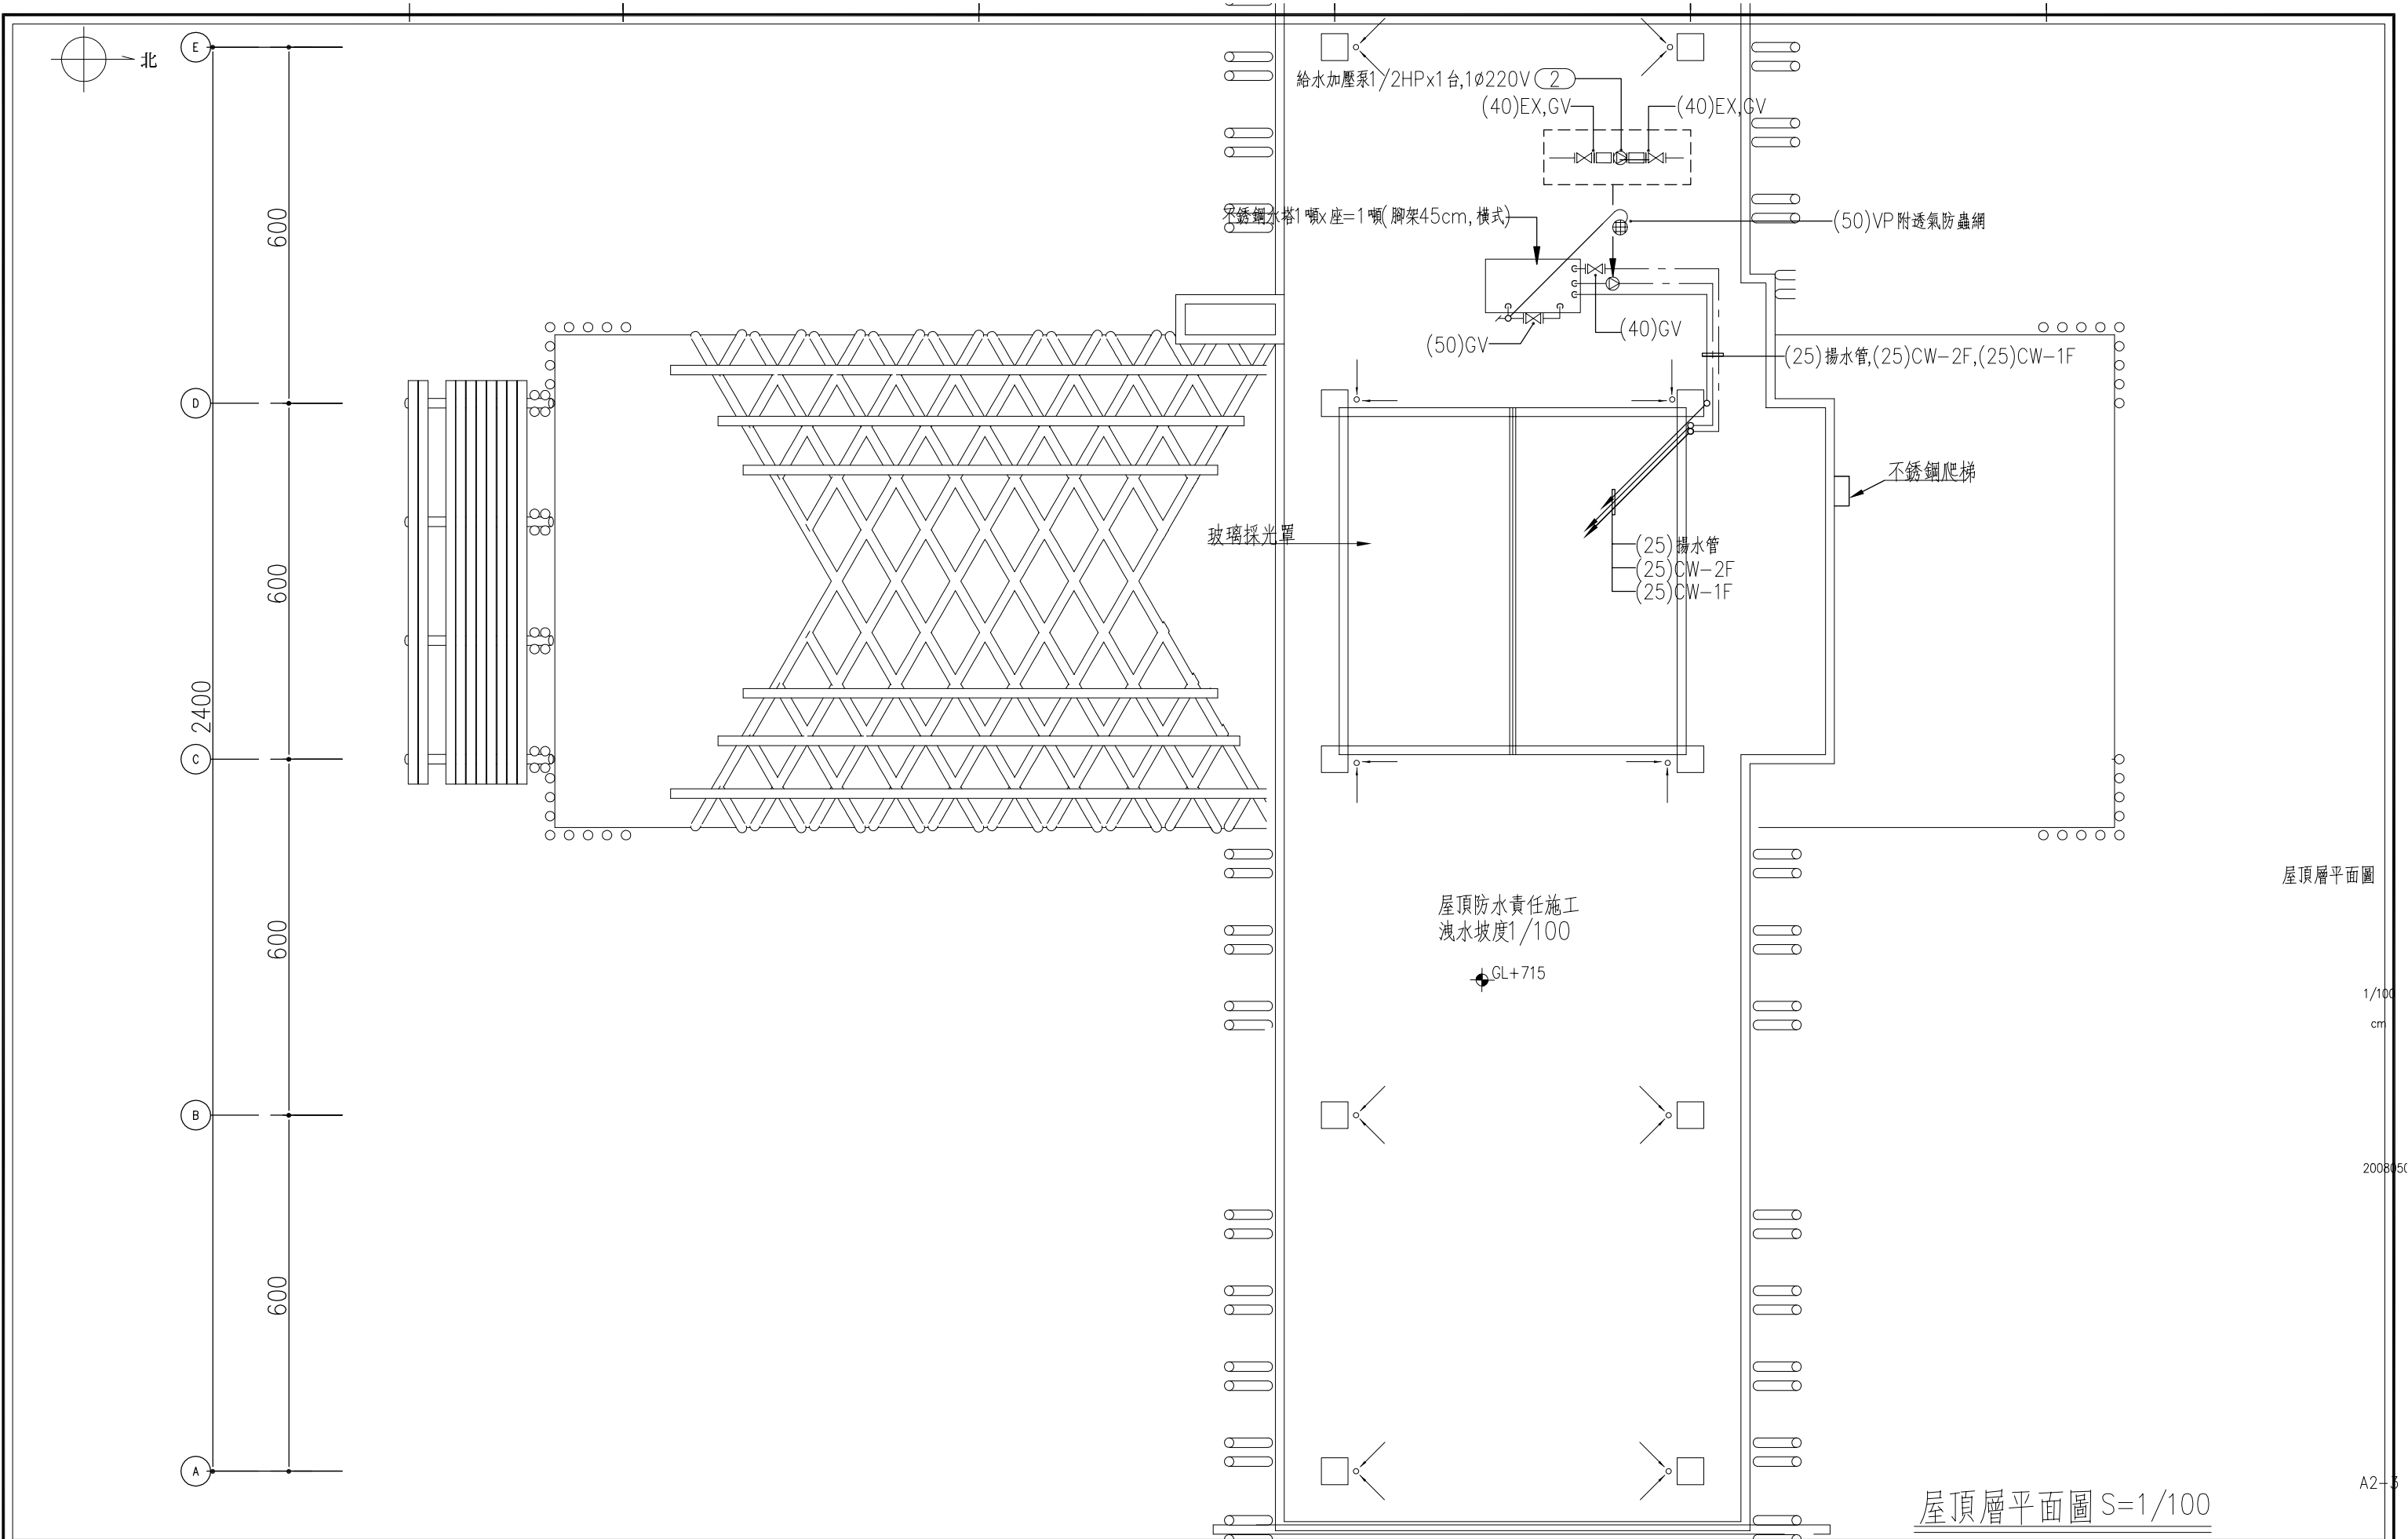 北
E
給水加壓泵1/2HPx1台,1ø220V 2
(40)EX,GV
(40)EX,GV
600
不銹鋼水塔1噸x座=1噸(腳架45cm,橫式)
(50)VP附透氣防蟲網
(50)GV
(40)GV
(25)揚水管,(25)CW-2F,(25)CW-1F
D
不銹鋼爬梯
玻璃採光罩
(25)揚水管
(25)CW-2F
(25)CW-1F
600
2400
C
屋頂層平面圖
屋頂防水責任施工
洩水坡度1/100
600
GL+715
1/100
cm
B
2008050
600
A
A2-3
屋頂層平面圖 S=1/100